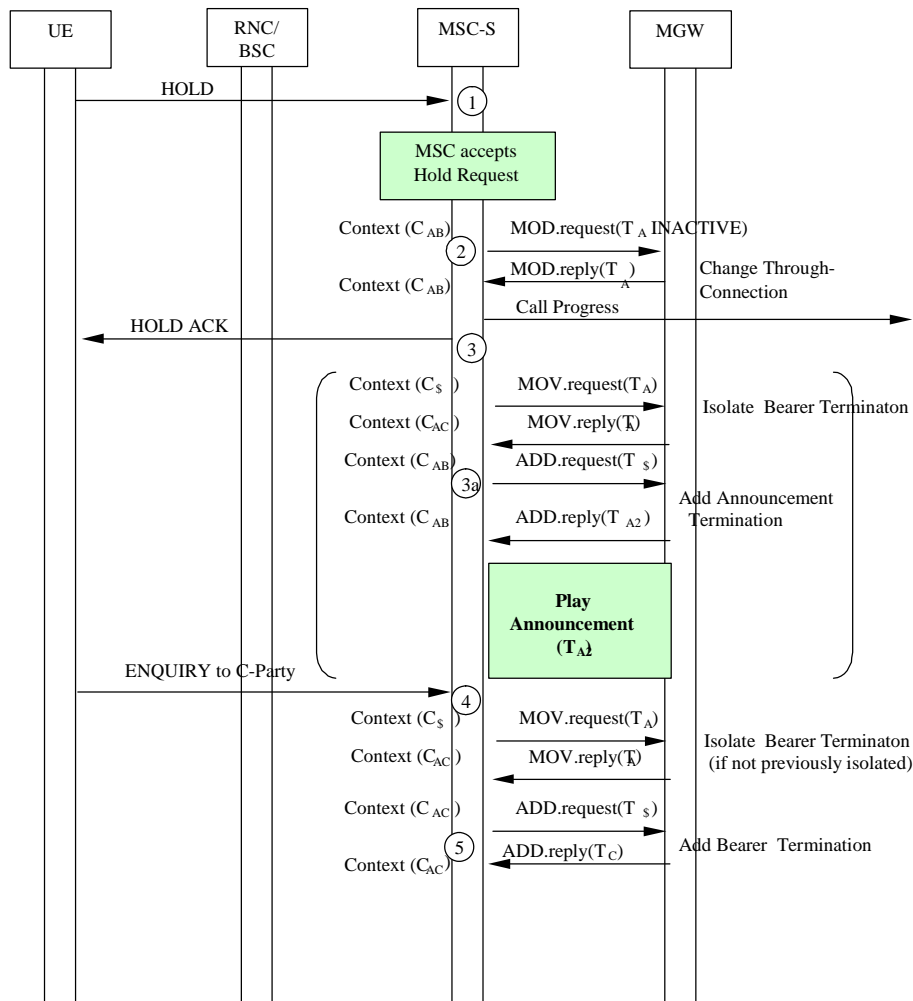 UE
RNC/
BSC
MSC-S
MGW
HOLD
1
MSC accepts
Hold Request
Context (C AB)
2
MOD.request(T A INACTIVE)
MOD.reply(T A)
Context (C AB)
Change Through-
Connection
Call Progress
HOLD ACK
3
Context (C $ )
MOV.request(T A)
Isolate Bearer Terminaton
Context (C AC)
MOV.reply(T A)
Context (C AB)
ADD.request(T $)
3a
Add Announcement
Termination
Context (C AB
ADD.reply(T A2)
Play
Announcement
(T A2)
ENQUIRY to C-Party
4
Context (C $ )
MOV.request(T A)
Isolate Bearer Terminaton
(if not previously isolated)
Context (C AC)
MOV.reply(T A)
Context (C AC)
ADD.request(T $)
5
Add Bearer Termination
ADD.reply(T C)
Context (C AC)